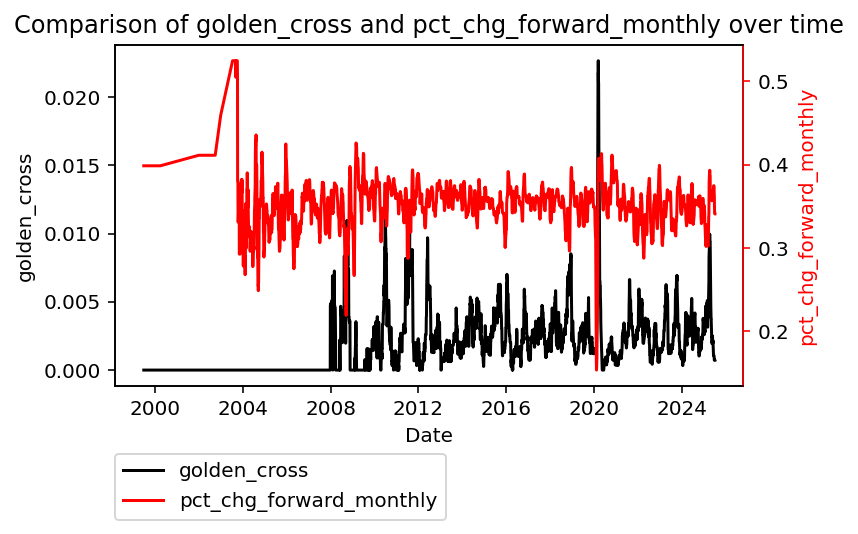 Comparison of golden_cross and pct_chg_forward_monthly over time
golden_cross
0.020
0.015
0.010
0.005
0.000
0.5
0.4
0.3
0.2
pct_chg_forward_monthly
2000 2004 2008 2012 2016 2020 2024
Date
golden_cross
pct_chg_forward_monthly